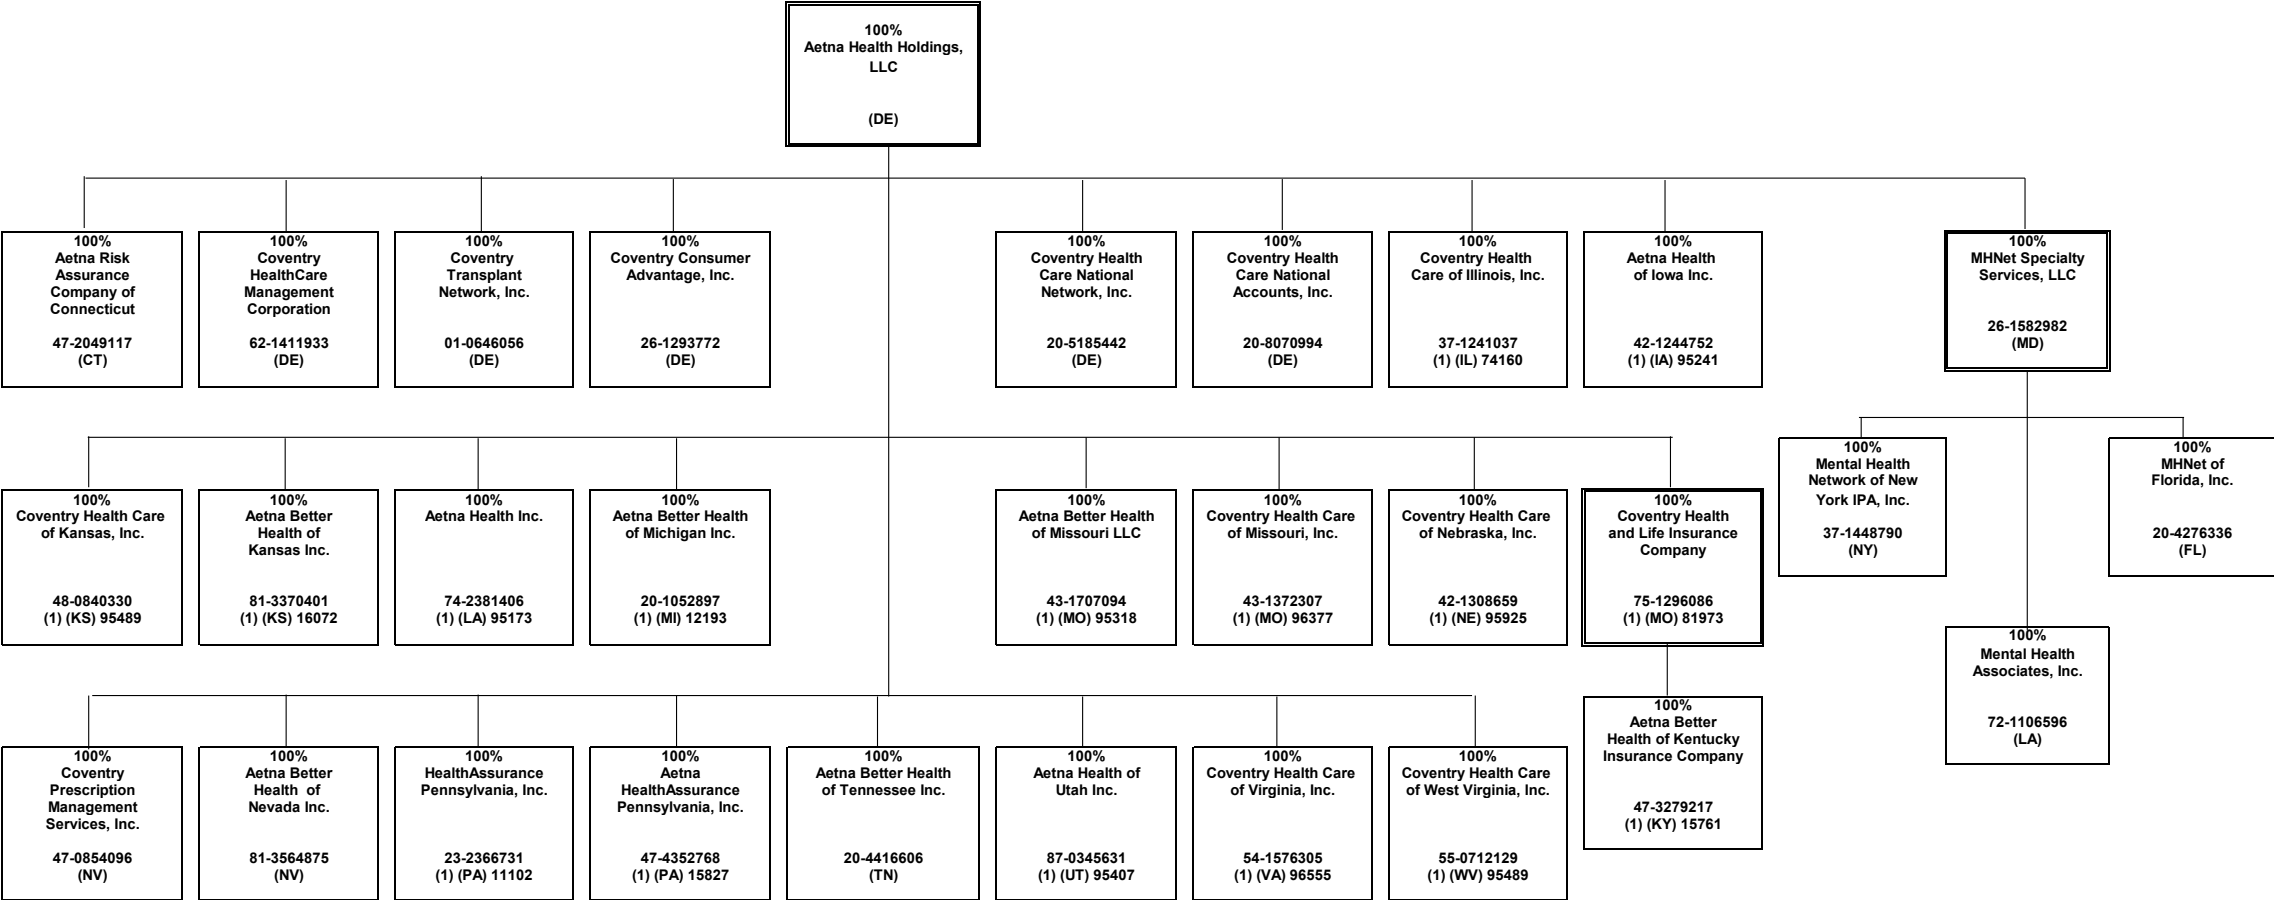 100%
Aetna Health Holdings,
LLC
(DE)
100%
Aetna Risk
Assurance
Company of
Connecticut
47-2049117
(CT)
100%
Coventry
HealthCare
Management
Corporation
62-1411933
(DE)
100%
Coventry
Transplant
Network, Inc.
01-0646056
(DE)
100%
Coventry Consumer
Advantage, Inc.
26-1293772
(DE)
100%
Coventry Health
Care National
Network, Inc.
20-5185442
(DE)
100%
Coventry Health
Care National
Accounts, Inc.
20-8070994
(DE)
100%
Coventry Health
Care of Illinois, Inc.
37-1241037
(1) (IL) 74160
100%
Aetna Health
of Iowa Inc.
42-1244752
(1) (IA) 95241
100%
MHNet Specialty
Services, LLC
26-1582982
(MD)
100%
Mental Health
Network of New
York IPA, Inc.
37-1448790
(NY)
100%
MHNet of
Florida, Inc.
20-4276336
(FL)
100%
Coventry Health Care
of Kansas, Inc.
48-0840330
(1) (KS) 95489
100%
Aetna Better
Health of
Kansas Inc.
81-3370401
(1) (KS) 16072
100%
Aetna Health Inc.
74-2381406
(1) (LA) 95173
100%
Aetna Better Health
of Michigan Inc.
20-1052897
(1) (MI) 12193
100%
Aetna Better Health
of Missouri LLC
43-1707094
(1) (MO) 95318
100%
Coventry Health Care
of Missouri, Inc.
43-1372307
(1) (MO) 96377
100%
Coventry Health Care
of Nebraska, Inc.
42-1308659
(1) (NE) 95925
100%
Coventry Health
and Life Insurance
Company
75-1296086
(1) (MO) 81973
100%
Mental Health
Associates, Inc.
72-1106596
(LA)
100%
Aetna Better
Health of Kentucky
Insurance Company
47-3279217
(1) (KY) 15761
100%
Coventry
Prescription
Management
Services, Inc.
47-0854096
(NV)
100%
Aetna Better
Health of
Nevada Inc.
81-3564875
(NV)
100%
HealthAssurance
Pennsylvania, Inc.
23-2366731
(1) (PA) 11102
100%
Aetna
HealthAssurance
Pennsylvania, Inc.
47-4352768
(1) (PA) 15827
100%
Aetna Better Health
of Tennessee Inc.
20-4416606
(TN)
100%
Aetna Health of
Utah Inc.
87-0345631
(1) (UT) 95407
100%
Coventry Health Care
of Virginia, Inc.
54-1576305
(1) (VA) 96555
100%
Coventry Health Care
of West Virginia, Inc.
55-0712129
(1) (WV) 95489